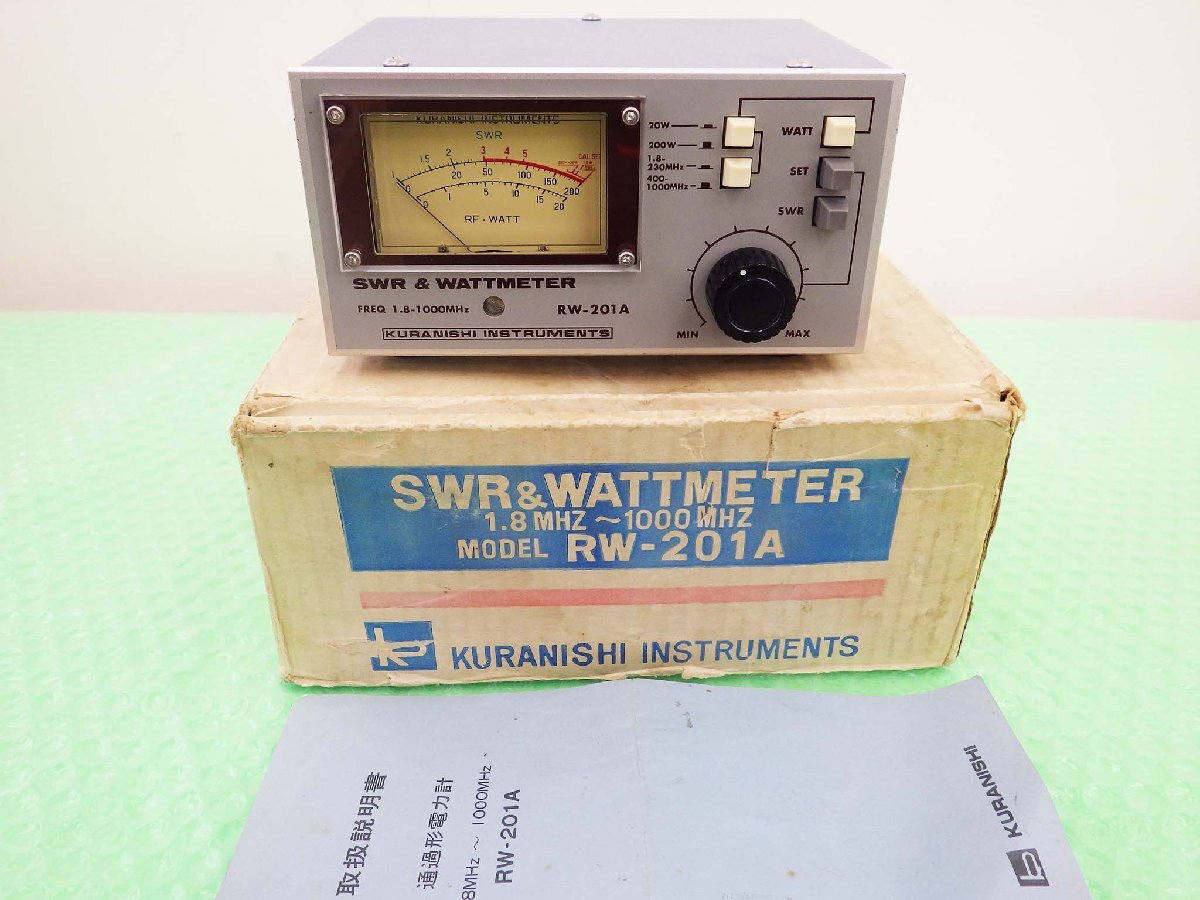 KURANISHI INSTRUMENTS
SWR
1 1.5 2 3 4 5
CAL SET
0 20 50 100 150 200
0 1 5 10 15 20
RF-WATT
SWR & WATTMETER
FREQ 1.8-1000MHz
RW-201A
KURANISHI INSTRUMENTS
20W
200W
1.8-
230MHz
400-
1000MHz
WATT
SET
SWR
MIN
MAX
SWR&WATTMETER
1.8 MHZ ~1000 MHZ
MODEL RW-201A
KURANISHI INSTRUMENTS
取扱説明書
通過形電力計
8MHz ~ 1000MHz
RW-201A
KURANISHI